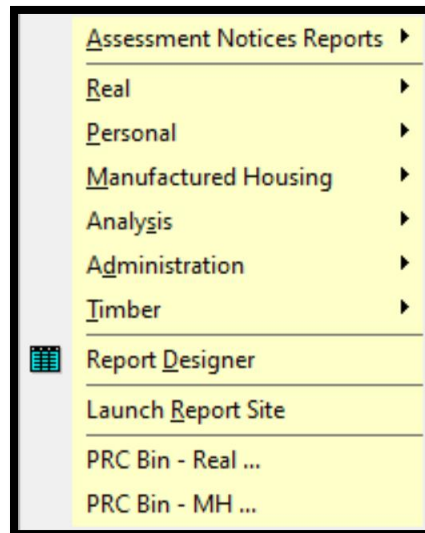 Assessment Notices Reports
Real
Personal
Manufactured Housing
Analysis
Administration
Timber
Report Designer
Launch Report Site
PRC Bin - Real ...
PRC Bin - MH ...